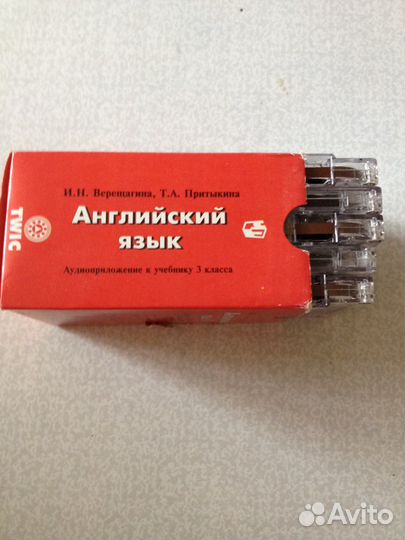 И.Н. Верещагина, Т.А. Притыкина
Английский
язык
Аудиоприложение к учебнику 3 класса
TWIC
Avito